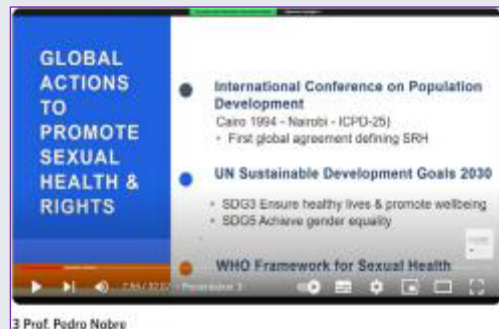 GLOBAL
ACTIONS
TO
PROMOTE
SEXUAL
HEALTH &
RIGHTS
International Conference on Population
Development
Cairo 1994 - Nairobi - ICPD-25)
• First global agreement defining SRH
UN Sustainable Development Goals 2030
• SDG3 Ensure healthy lives & promote wellbeing
• SDG5 Achieve gender equality
WHO Framework for Sexual Health
3 Prof. Pedro Nobre